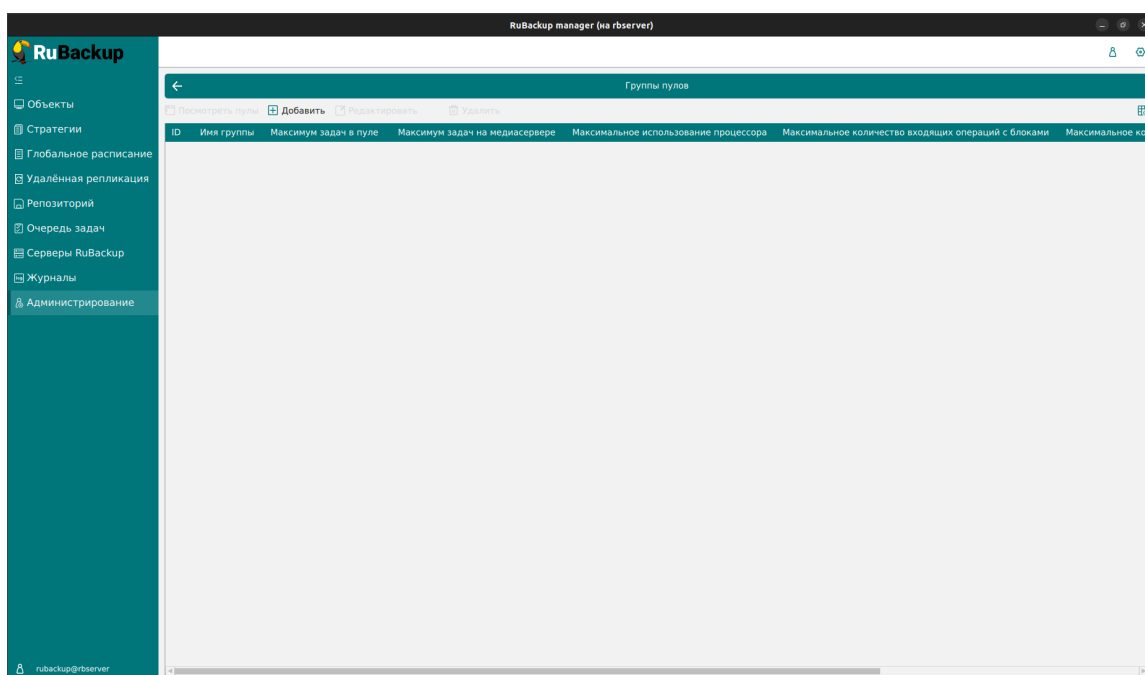 RuBackup manager (на rbserver)
RuBackup
Группы пулов
Объекты
Посмотреть пулы Добавить Редактировать Удалить
Стратегии
ID Имя группы Максимум задач в пуле Максимум задач на медиасервере Максимальное использование процессора Максимальное количество входящих операций с блоками Максимальное ко
Глобальное расписание
Удалённая репликация
Репозиторий
Очередь задач
Серверы RuBackup
Журналы
Администрирование
rubackup@rbserver